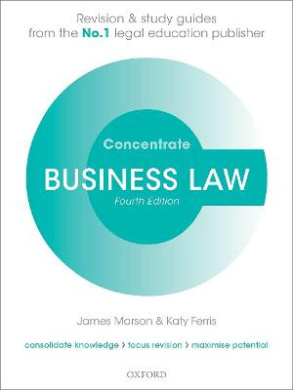 Revision & study guides
from the No.1 legal education publisher
Concentrate
BUSINESS LAW
Fourth Edition
James Marson & Katy Ferris
consolidate knowledge › focus revision › maximise potential
OXFORD